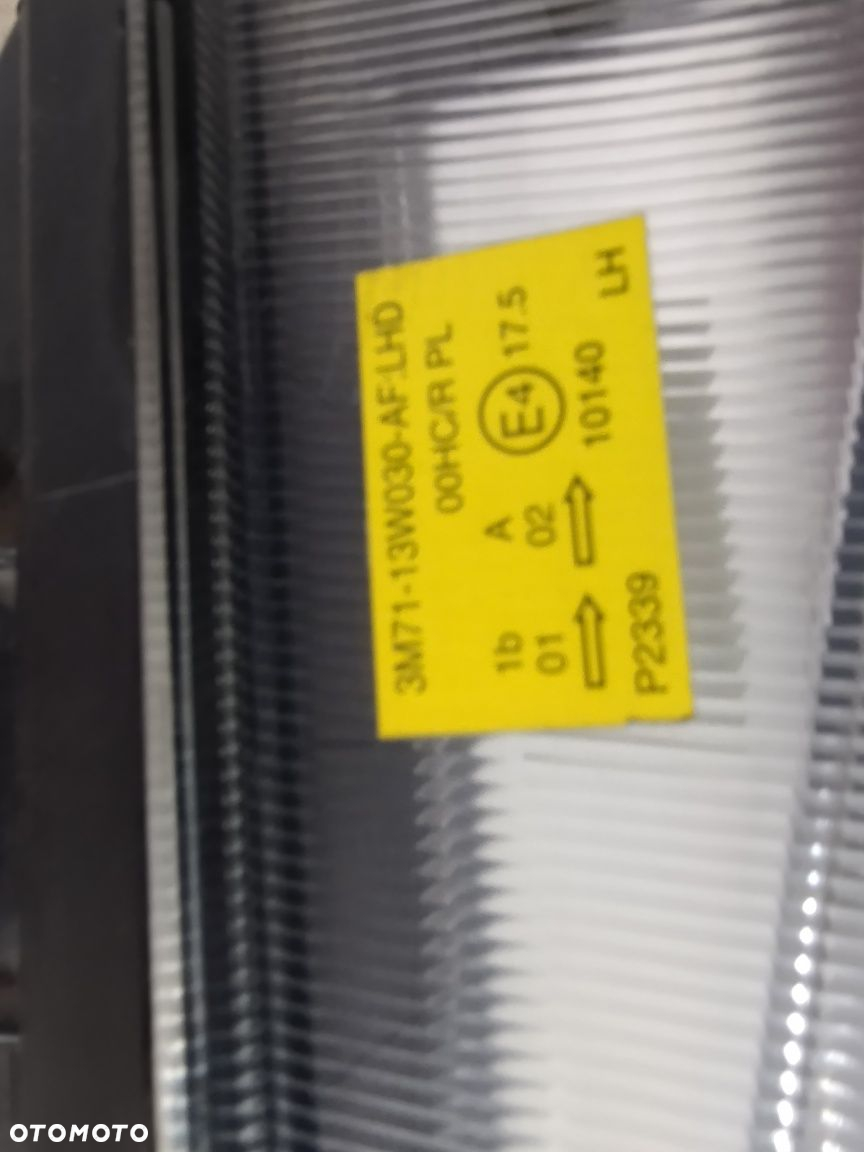 3M71-13W030-AF:LHD
00HC/R PL
1b A E4 17.5
01 02
10140
P2339 LH
OTOMOTO